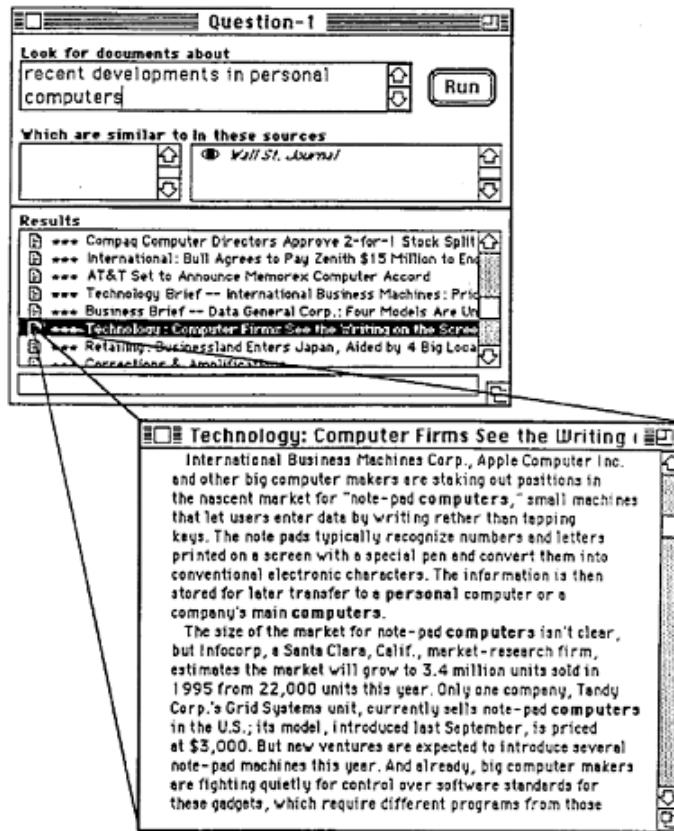 Question-1
Look for documents about
recent developments in personal
computers
Run
Which are similar to In these sources
Wall St. Journal
Results
*** Compaq Computer Directors Approve 2-for-1 Stock Split
*** International: Bull Agrees to Pay Zenith $15 Million to End
*** AT&T Set to Announce Memorex Computer Accord
*** Technology Brief -- International Business Machines: Pric
*** Business Brief -- Data General Corp.: Four Models Are Un
*** Technology: Computer Firms See the Writing on the Scree
*** Retailing: Businessland Enters Japan, Aided by 4 Big Loca
*** Corrections & Amplifications
Technology: Computer Firms See the Writing
International Business Machines Corp., Apple Computer Inc.
and other big computer makers are staking out positions in
the nascent market for "note-pad computers," small machines
that let users enter data by writing rather than tapping
keys. The note pads typically recognize numbers and letters
printed on a screen with a special pen and convert them into
conventional electronic characters. The information is then
stored for later transfer to a personal computer or a
company's main computers.
The size of the market for note-pad computers isn't clear,
but Infocorp, a Santa Clara, Calif., market-research firm,
estimates the market will grow to 3.4 million units sold in
1995 from 22,000 units this year. Only one company, Tandy
Corp.'s Grid Systems unit, currently sells note-pad computers
in the U.S.; its model, introduced last September, is priced
at $3,000. But new ventures are expected to introduce several
note-pad machines this year. And already, big computer makers
are fighting quietly for control over software standards for
these gadgets, which require different programs from those